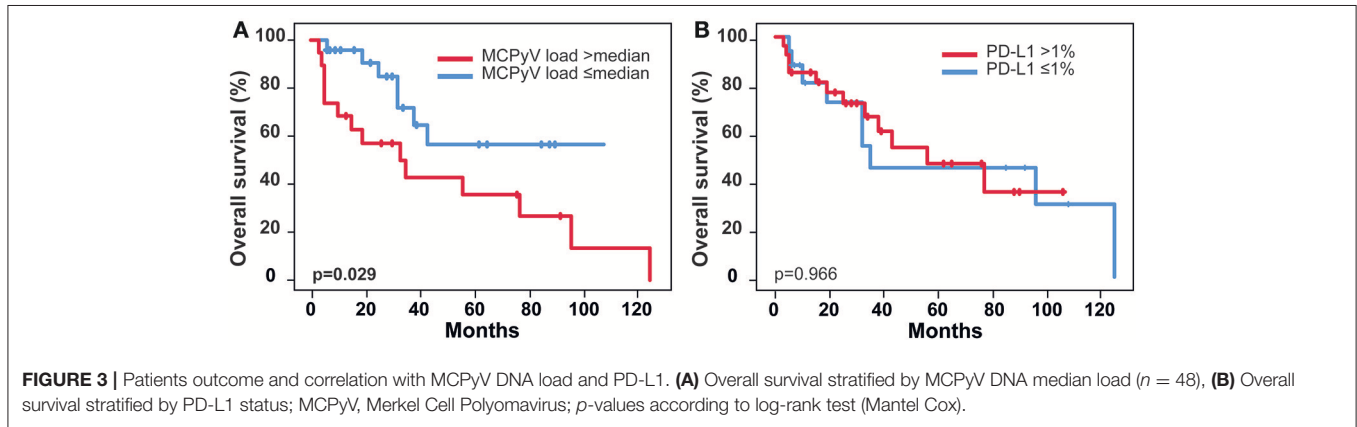 A
Overall survival (%)
100
80
60
40
20
0
MCPyV load >median
MCPyV load ≤median
p=0.029
0 20 40 60 80 100 120
Months
B
Overall survival (%)
100
80
60
40
20
0
PD-L1 >1%
PD-L1 ≤1%
p=0.966
0 20 40 60 80 100 120
Months
FIGURE 3 | Patients outcome and correlation with MCPyV DNA load and PD-L1. (A) Overall survival stratified by MCPyV DNA median load (n = 48), (B) Overall
survival stratified by PD-L1 status; MCPyV, Merkel Cell Polyomavirus; p-values according to log-rank test (Mantel Cox).